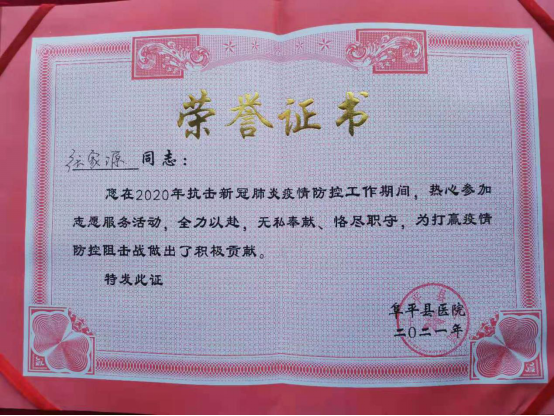 荣誉证书
张家源 同志：
您在2020年抗击新冠肺炎疫情防控工作期间，热心参加
志愿服务活动，全力以赴，无私奉献、恪尽职守，为打赢疫情
防控阻击战做出了积极贡献。
特发此证
阜平县医院
二〇二一年